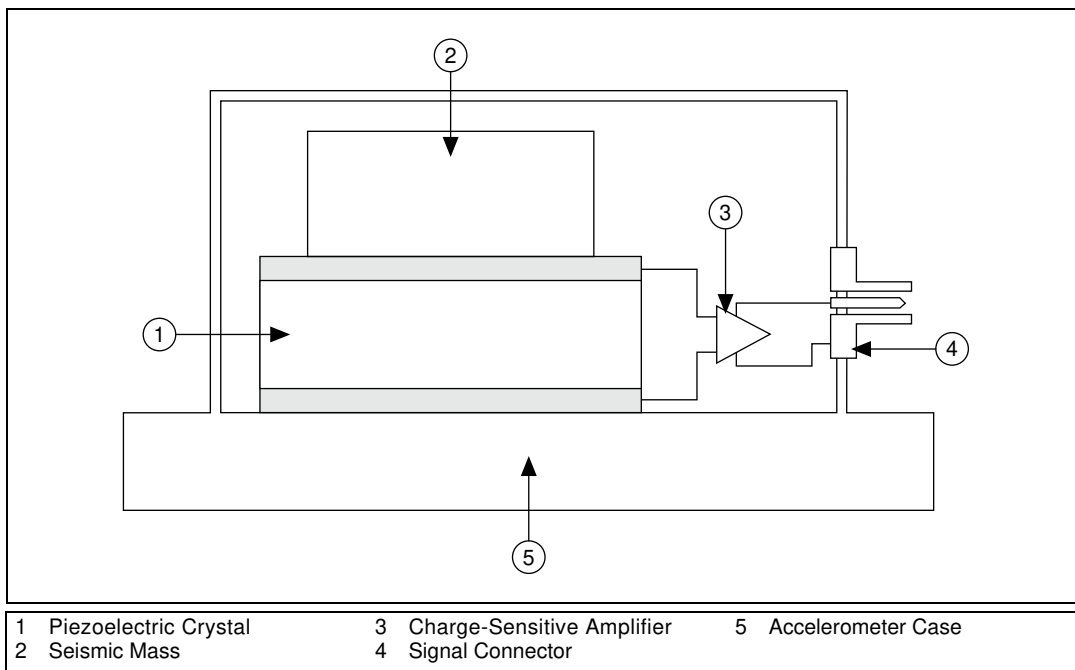 2
3
1
4
5
1 Piezoelectric Crystal 3 Charge-Sensitive Amplifier 5 Accelerometer Case
2 Seismic Mass 4 Signal Connector